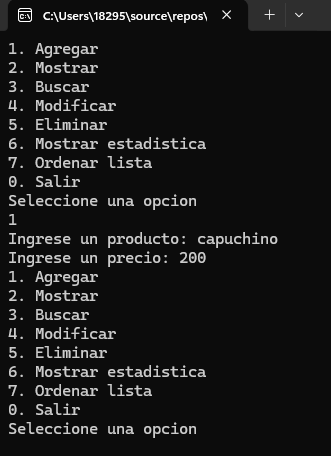 C:\Users\18295\source\repos\
1. Agregar
2. Mostrar
3. Buscar
4. Modificar
5. Eliminar
6. Mostrar estadistica
7. Ordenar lista
0. Salir
Seleccione una opcion
1
Ingrese un producto: capuchino
Ingrese un precio: 200
1. Agregar
2. Mostrar
3. Buscar
4. Modificar
5. Eliminar
6. Mostrar estadistica
7. Ordenar lista
0. Salir
Seleccione una opcion